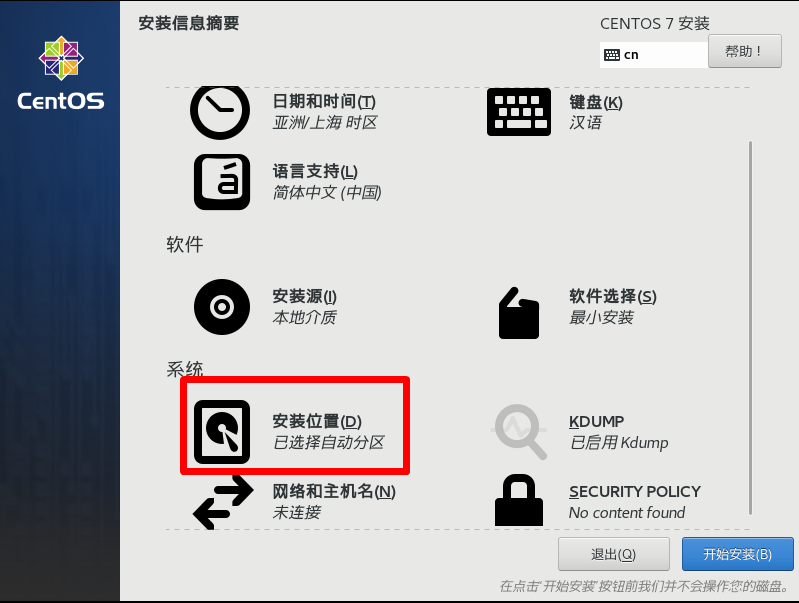 安装信息摘要
CENTOS 7 安装
cn
帮助！
CentOS
日期和时间(T)
亚洲/上海 时区
键盘(K)
汉语
语言支持(L)
简体中文 (中国)
软件
安装源(I)
本地介质
软件选择(S)
最小安装
系统
安装位置(D)
已选择自动分区
KDUMP
已启用 Kdump
网络和主机名(N)
未连接
SECURITY POLICY
No content found
退出(Q)
开始安装(B)
在点击'开始安装'按钮前我们并不会操作您的磁盘。